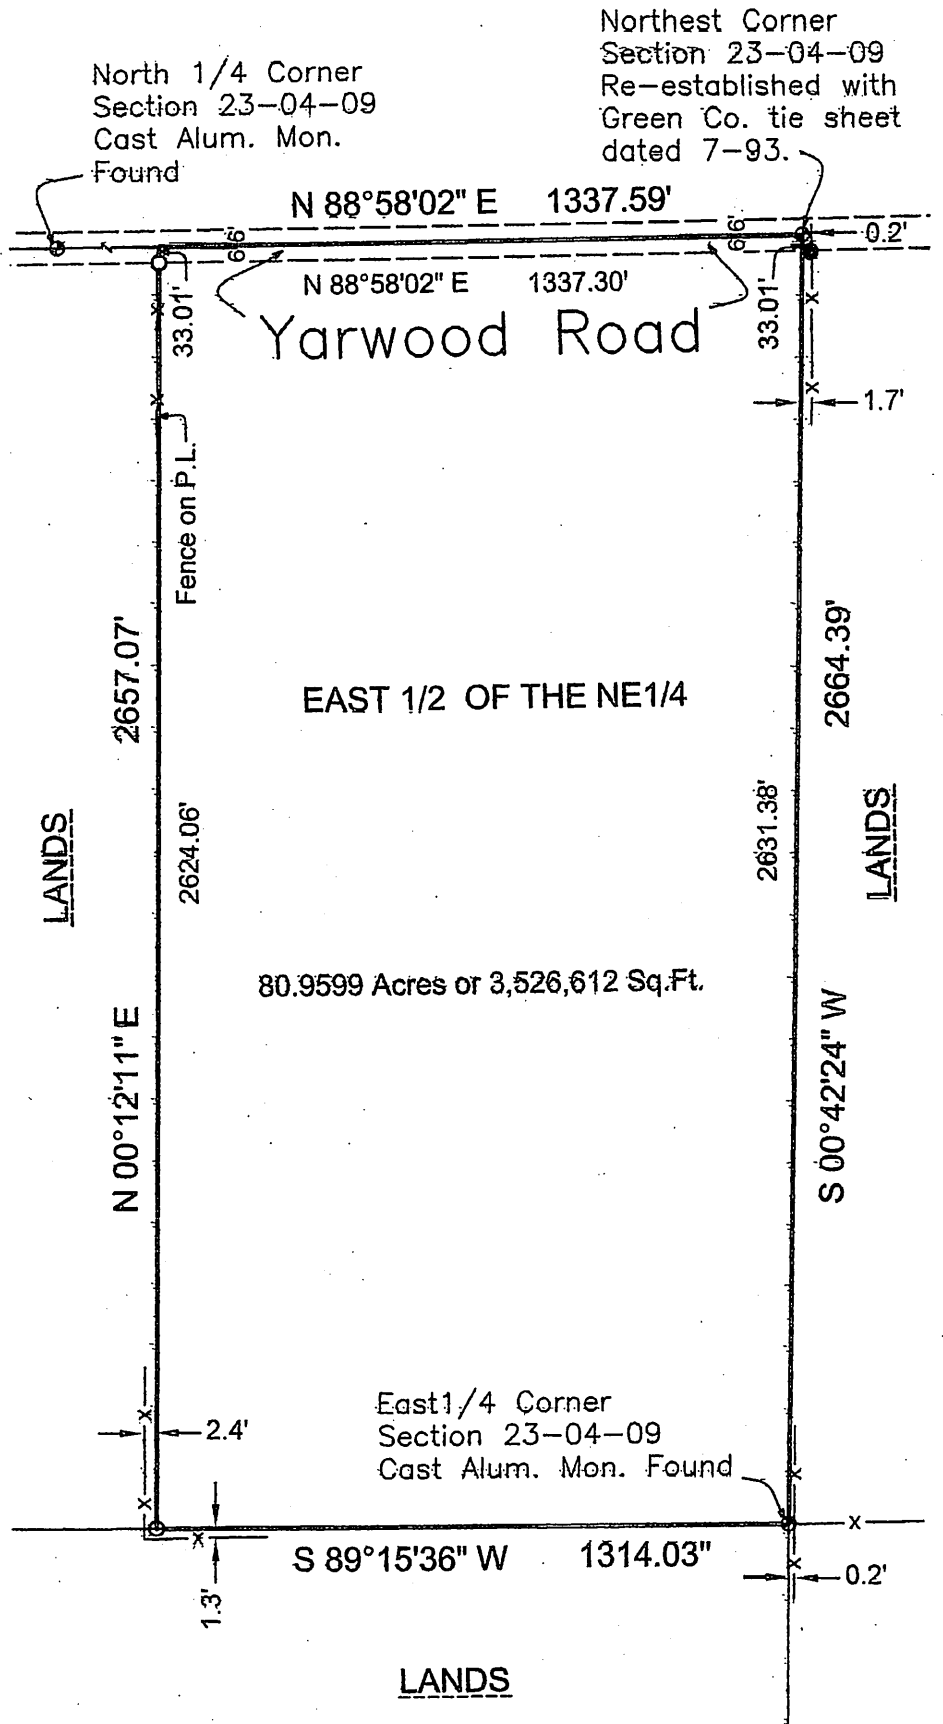 Northest Corner
Section 23-04-09
Re-established with
Green Co. tie sheet
dated 7-93.
North 1/4 Corner
Section 23-04-09
Cast Alum. Mon.
Found
N 88°58'02" E 1337.59'
66'
66'
0.2'
N 88°58'02" E 1337.30'
33.01'
33.01'
Yarwood Road
1.7'
Fence on P.L.
2657.07'
2664.39'
EAST 1/2 OF THE NE1/4
2624.06'
2631.38'
LANDS
LANDS
80.9599 Acres or 3,526,612 Sq.Ft.
N 00°12'11" E
S 00°42'24" W
East1/4 Corner
Section 23-04-09
Cast Alum. Mon. Found
2.4'
S 89°15'36" W 1314.03"
0.2'
1.3'
LANDS